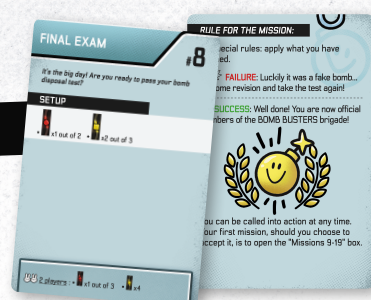 FINAL EXAM
#8
It's the big day! Are you ready to pass your bomb
disposal test?
SETUP
• x1 out of 2 • x2 out of 3
2 players : • x1 out of 3 • x4
RULE FOR THE MISSION:
ecial rules: apply what you have
ed.
FAILURE: Luckily it was a fake bomb...
ome revision and take the test again!
SUCCESS: Well done! You are now official
mbers of the BOMB BUSTERS brigade!
ou can be called into action at any time.
our first mission, should you choose to
ccept it, is to open the "Missions 9-19" box.